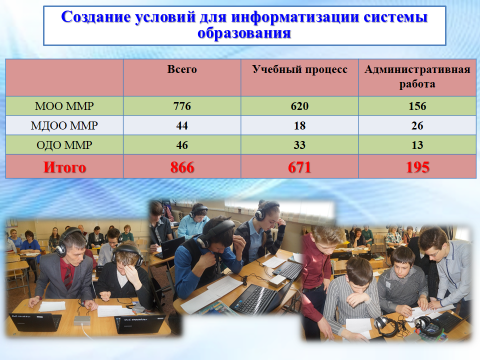 Создание условий для информатизации системы
образования
Всего Учебный процесс Административная
работа
МОО ММР 776 620 156
МДОО ММР 44 18 26
ОДО ММР 46 33 13
Итого 866 671 195